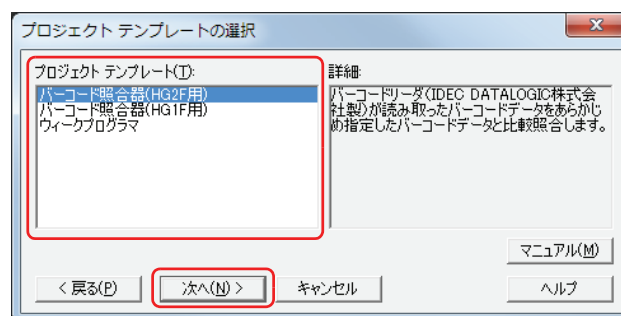 プロジェクト テンプレートの選択
プロジェクト テンプレート(T):
バーコード照合器(HG2F用)
バーコード照合器(HG1F用)
ウィークプログラマ
詳細:
バーコードリーダ(IDEC DATALOGIC株式会
社製)が読み取ったバーコードデータをあらかじ
め指定したバーコードデータと比較照合します。
マニュアル(M)
< 戻る(P)
次へ(N) >
キャンセル
ヘルプ